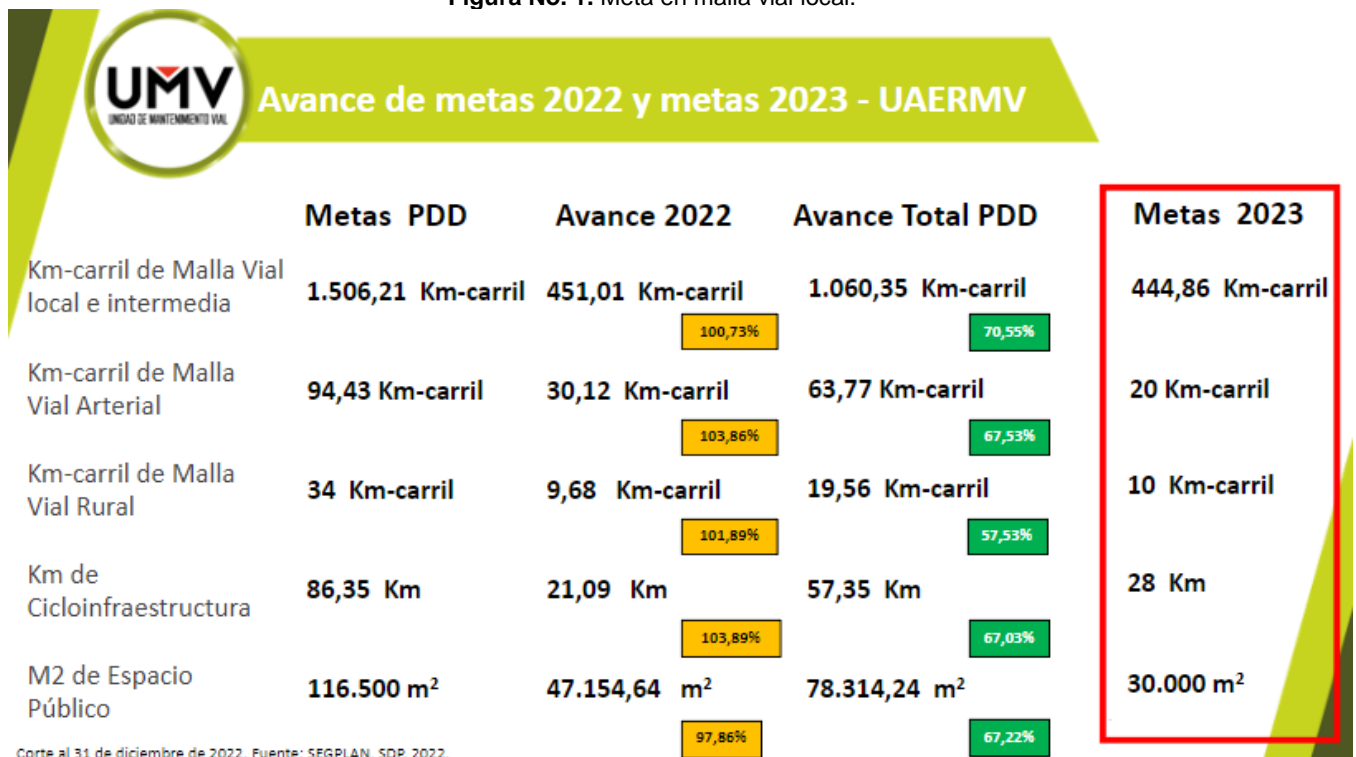 Figura No. 1. Meta en malla vial local.
UMV
UNIDAD DE MANTENIMIENTO VIAL
Avance de metas 2022 y metas 2023 - UAERMV
Metas PDD Avance 2022 Avance Total PDD Metas 2023
Km-carril de Malla Vial
local e intermedia
1.506,21 Km-carril 451,01 Km-carril 1.060,35 Km-carril 444,86 Km-carril
100,73% 70,55%
Km-carril de Malla
Vial Arterial
94,43 Km-carril 30,12 Km-carril 63,77 Km-carril 20 Km-carril
103,86% 67,53%
Km-carril de Malla
Vial Rural
34 Km-carril 9,68 Km-carril 19,56 Km-carril 10 Km-carril
101,89% 57,53%
Km de
Cicloinfraestructura
86,35 Km 21,09 Km 57,35 Km 28 Km
103,89% 67,03%
M2 de Espacio
Público
116.500 m² 47.154,64 m² 78.314,24 m² 30.000 m²
97,86% 67,22%
Corte al 31 de diciembre de 2022. Fuente: SEGPLAN. SDP. 2022.